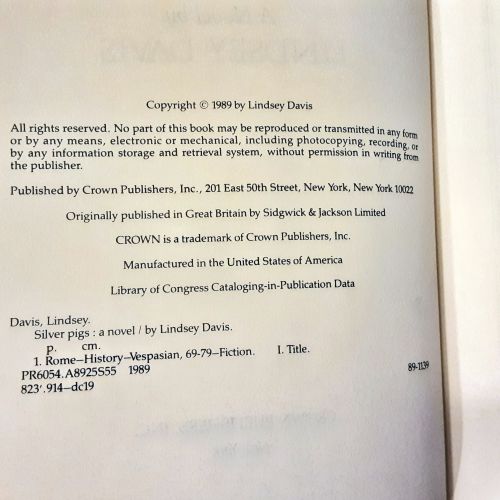 Copyright © 1989 by Lindsey Davis
All rights reserved. No part of this book may be reproduced or transmitted in any form
or by any means, electronic or mechanical, including photocopying, recording, or
by any information storage and retrieval system, without permission in writing from
the publisher.
Published by Crown Publishers, Inc., 201 East 50th Street, New York, New York 10022
Originally published in Great Britain by Sidgwick & Jackson Limited
CROWN is a trademark of Crown Publishers, Inc.
Manufactured in the United States of America
Library of Congress Cataloging-in-Publication Data
Davis, Lindsey.
Silver pigs : a novel / by Lindsey Davis.
p. cm.
1. Rome—History—Vespasian, 69-79—Fiction. I. Title.
PR6054.A8925S55 1989
823'.914—dc19 89-1139